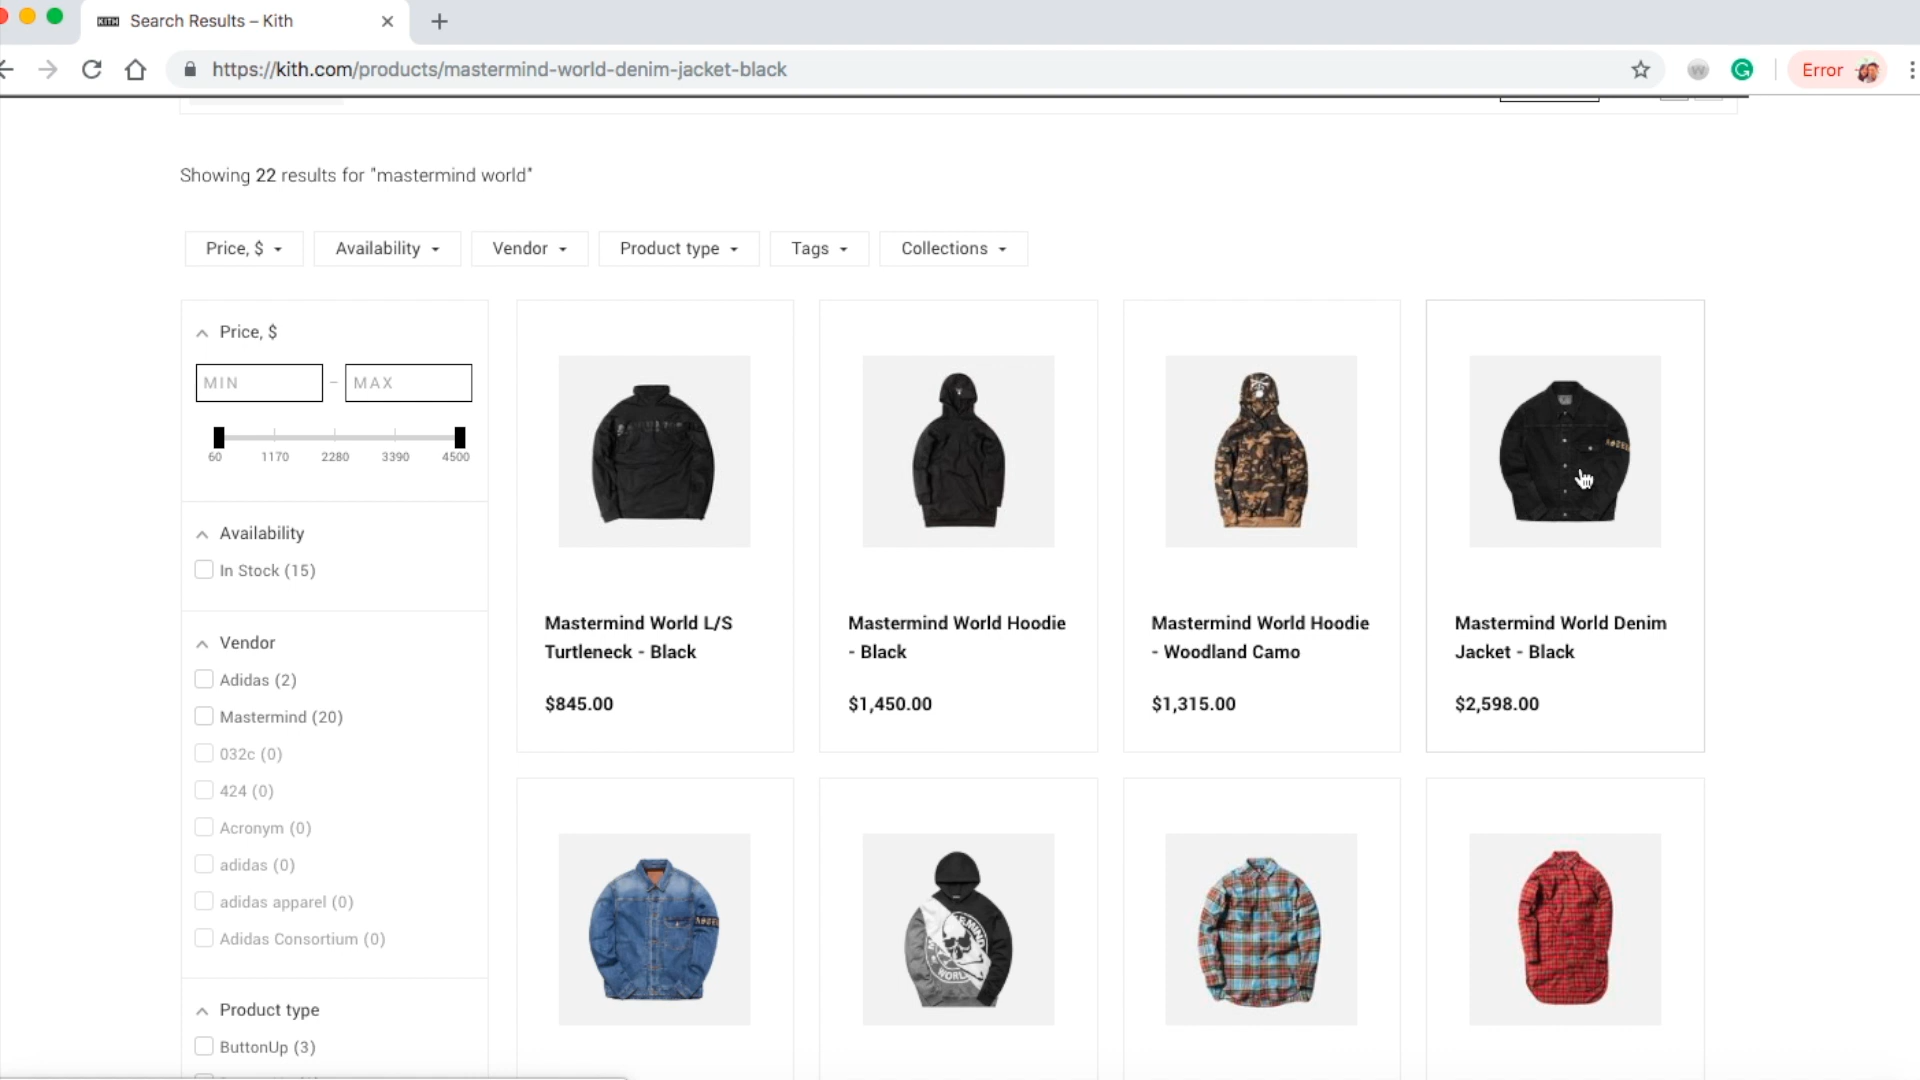 KITH Search Results – Kith
https://kith.com/products/mastermind-world-denim-jacket-black
Error
Showing 22 results for "mastermind world"
Price, $
Availability
Vendor
Product type
Tags
Collections
Price, $
MIN – MAX
60 1170 2280 3390 4500
Availability
In Stock (15)
Vendor
Adidas (2)
Mastermind (20)
032c (0)
424 (0)
Acronym (0)
adidas (0)
adidas apparel (0)
Adidas Consortium (0)
Product type
ButtonUp (3)
Mastermind World L/S
Turtleneck - Black
$845.00
Mastermind World Hoodie
- Black
$1,450.00
Mastermind World Hoodie
- Woodland Camo
$1,315.00
Mastermind World Denim
Jacket - Black
$2,598.00